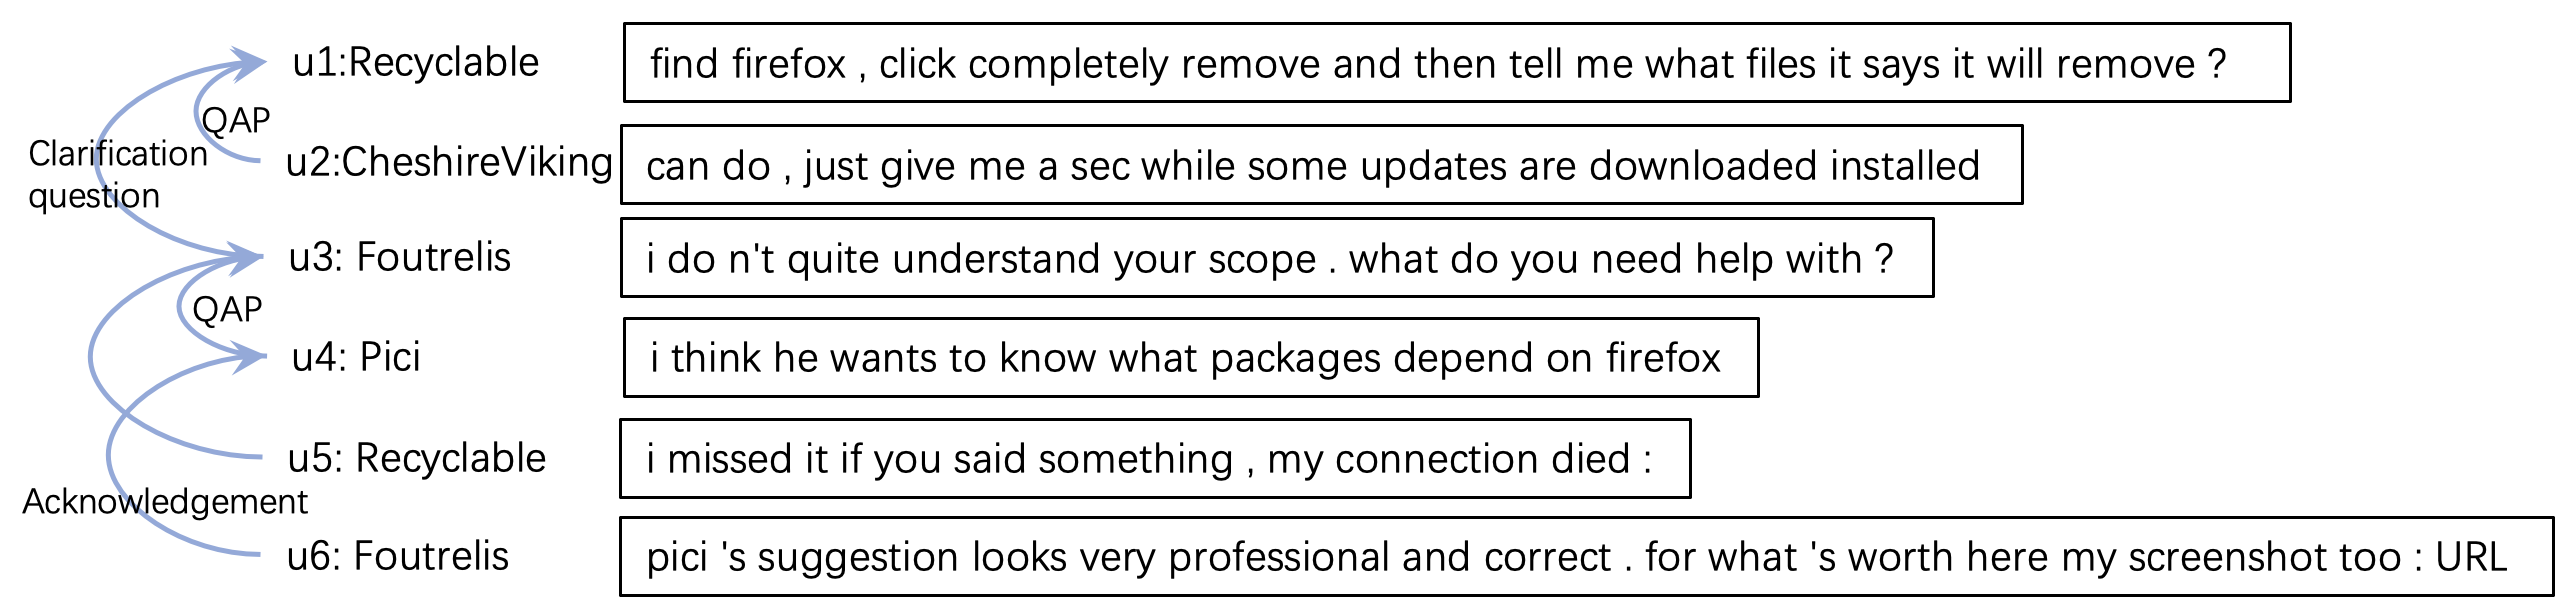 u1:Recyclable find firefox , click completely remove and then tell me what files it says it will remove ?
QAP
Clarification
question
u2:CheshireViking can do , just give me a sec while some updates are downloaded installed
u3: Foutrelis i do n't quite understand your scope . what do you need help with ?
QAP
u4: Pici i think he wants to know what packages depend on firefox
u5: Recyclable i missed it if you said something , my connection died :
Acknowledgement
u6: Foutrelis pici 's suggestion looks very professional and correct . for what 's worth here my screenshot too : URL